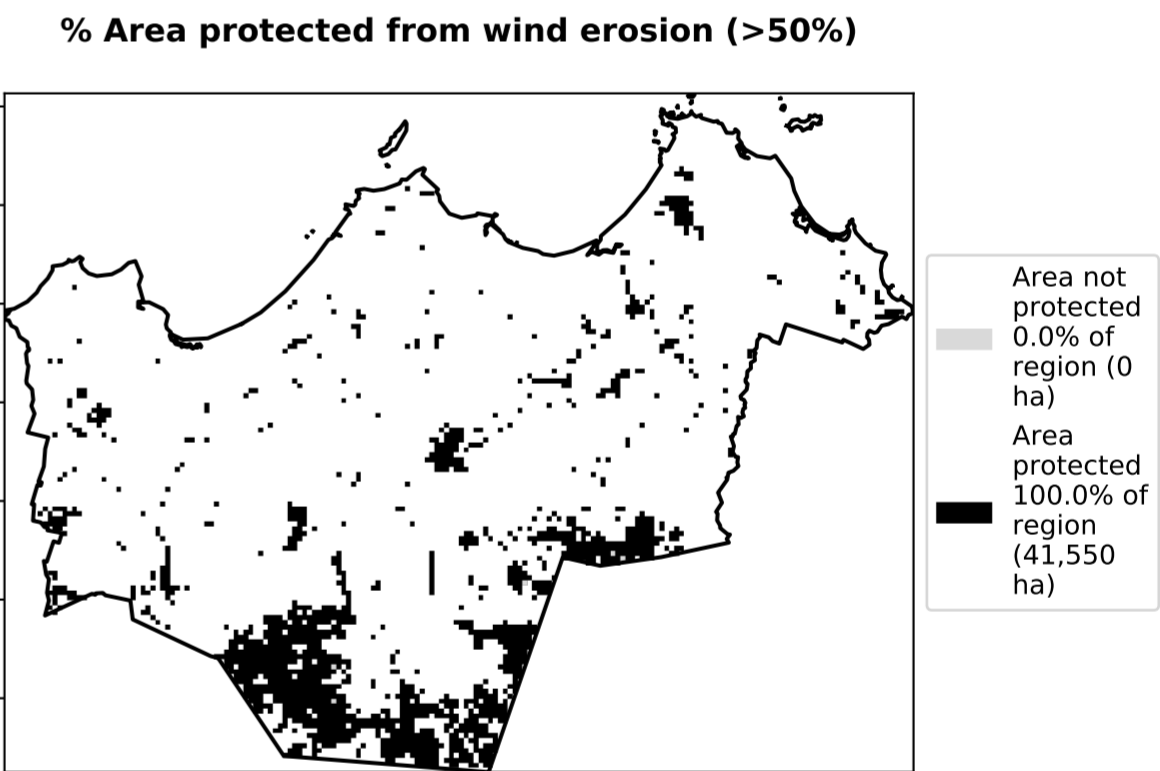 % Area protected from wind erosion (>50%)
Area not
protected
0.0% of
region (0
ha)
Area
protected
100.0% of
region
(41,550
ha)